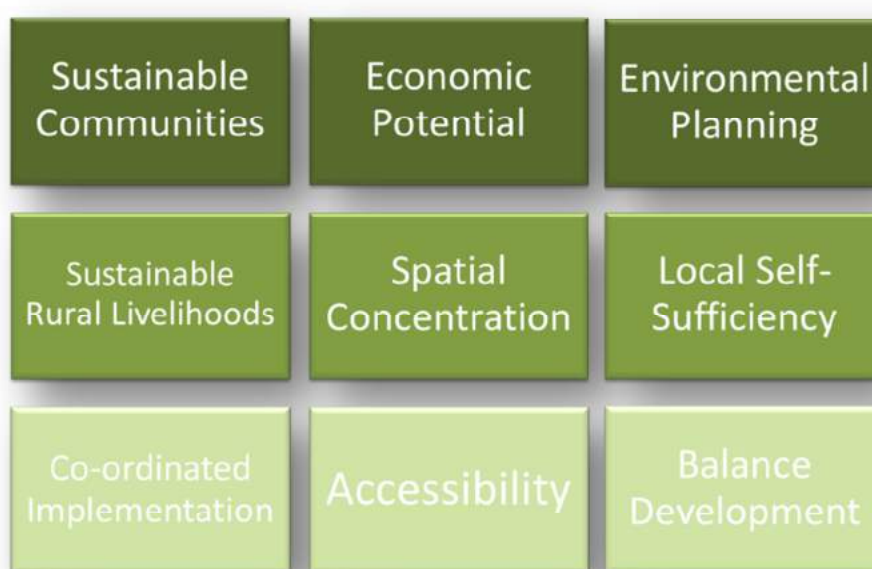 Sustainable
Communities
Economic
Potential
Environmental
Planning
Sustainable
Rural Livelihoods
Spatial
Concentration
Local Self-
Sufficiency
Co-ordinated
Implementation
Accessibility
Balance
Development